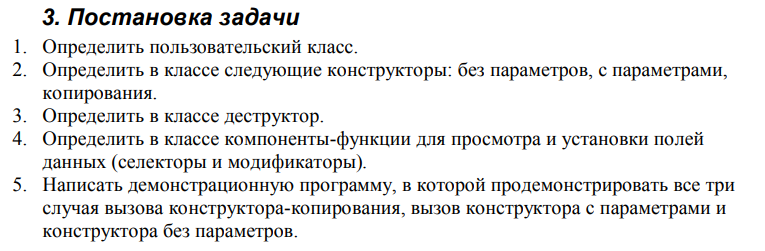 3. Постановка задачи
1. Определить пользовательский класс.
2. Определить в классе следующие конструкторы: без параметров, с параметрами,
копирования.
3. Определить в классе деструктор.
4. Определить в классе компоненты-функции для просмотра и установки полей
данных (селекторы и модификаторы).
5. Написать демонстрационную программу, в которой продемонстрировать все три
случая вызова конструктора-копирования, вызов конструктора с параметрами и
конструктора без параметров.